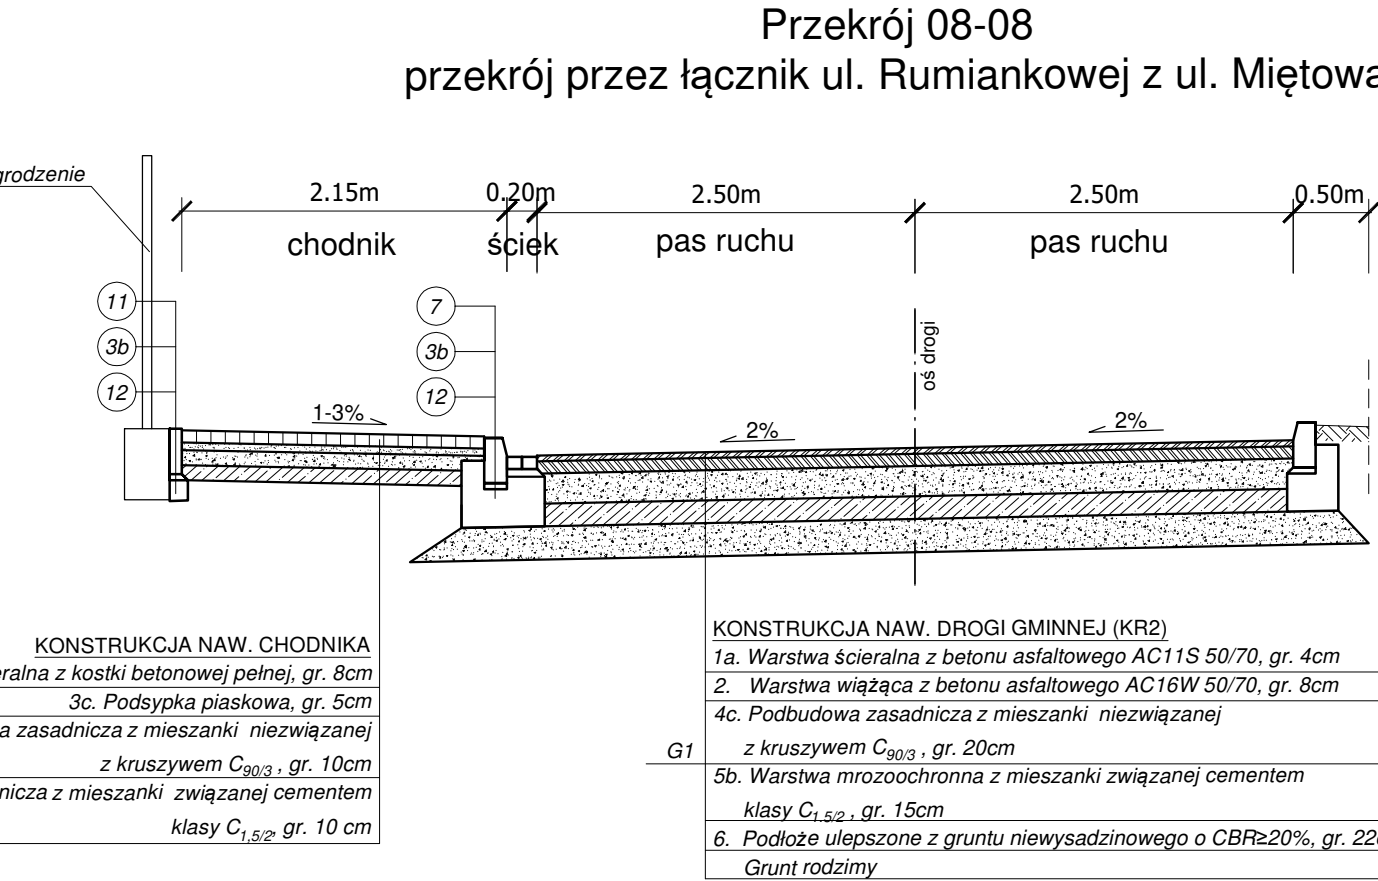 Przekrój 08-08
przekrój przez łącznik ul. Rumiankowej z ul. Miętowa
grodzenie
2.15m
0.20m
2.50m
2.50m
0.50m
chodnik
ściek
pas ruchu
pas ruchu
11
3b
12
7
3b
12
oś drogi
1-3%
2%
2%
KONSTRUKCJA NAW. CHODNIKA
eralna z kostki betonowej pełnej, gr. 8cm
3c. Podsypka piaskowa, gr. 5cm
a zasadnicza z mieszanki niezwiązanej
z kruszywem C90/3 , gr. 10cm
nicza z mieszanki związanej cementem
klasy C1,5/2, gr. 10 cm
G1
KONSTRUKCJA NAW. DROGI GMINNEJ (KR2)
1a. Warstwa ścieralna z betonu asfaltowego AC11S 50/70, gr. 4cm
2. Warstwa wiążąca z betonu asfaltowego AC16W 50/70, gr. 8cm
4c. Podbudowa zasadnicza z mieszanki niezwiązanej
z kruszywem C90/3 , gr. 20cm
5b. Warstwa mrozoochronna z mieszanki związanej cementem
klasy C1.5/2 , gr. 15cm
6. Podłoże ulepszone z gruntu niewysadzinowego o CBR≥20%, gr. 22
Grunt rodzimy